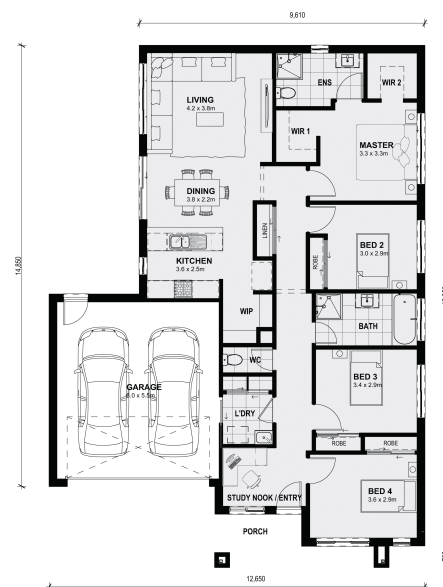 9,610
ENS
WIR 2
LIVING
4.2 x 3.8m
WIR 1
MASTER
3.3 x 3.3m
DINING
3.8 x 2.2m
LINEN
BED 2
3.0 x 2.9m
ROBE
14,850
KITCHEN
3.6 x 2.5m
WIP
BATH
WC
BED 3
3.4 x 2.9m
GARAGE
6.0 x 5.5m
L'DRY
ROBE
ROBE
STUDY NOOK / ENTRY
BED 4
3.6 x 2.9m
PORCH
12,650